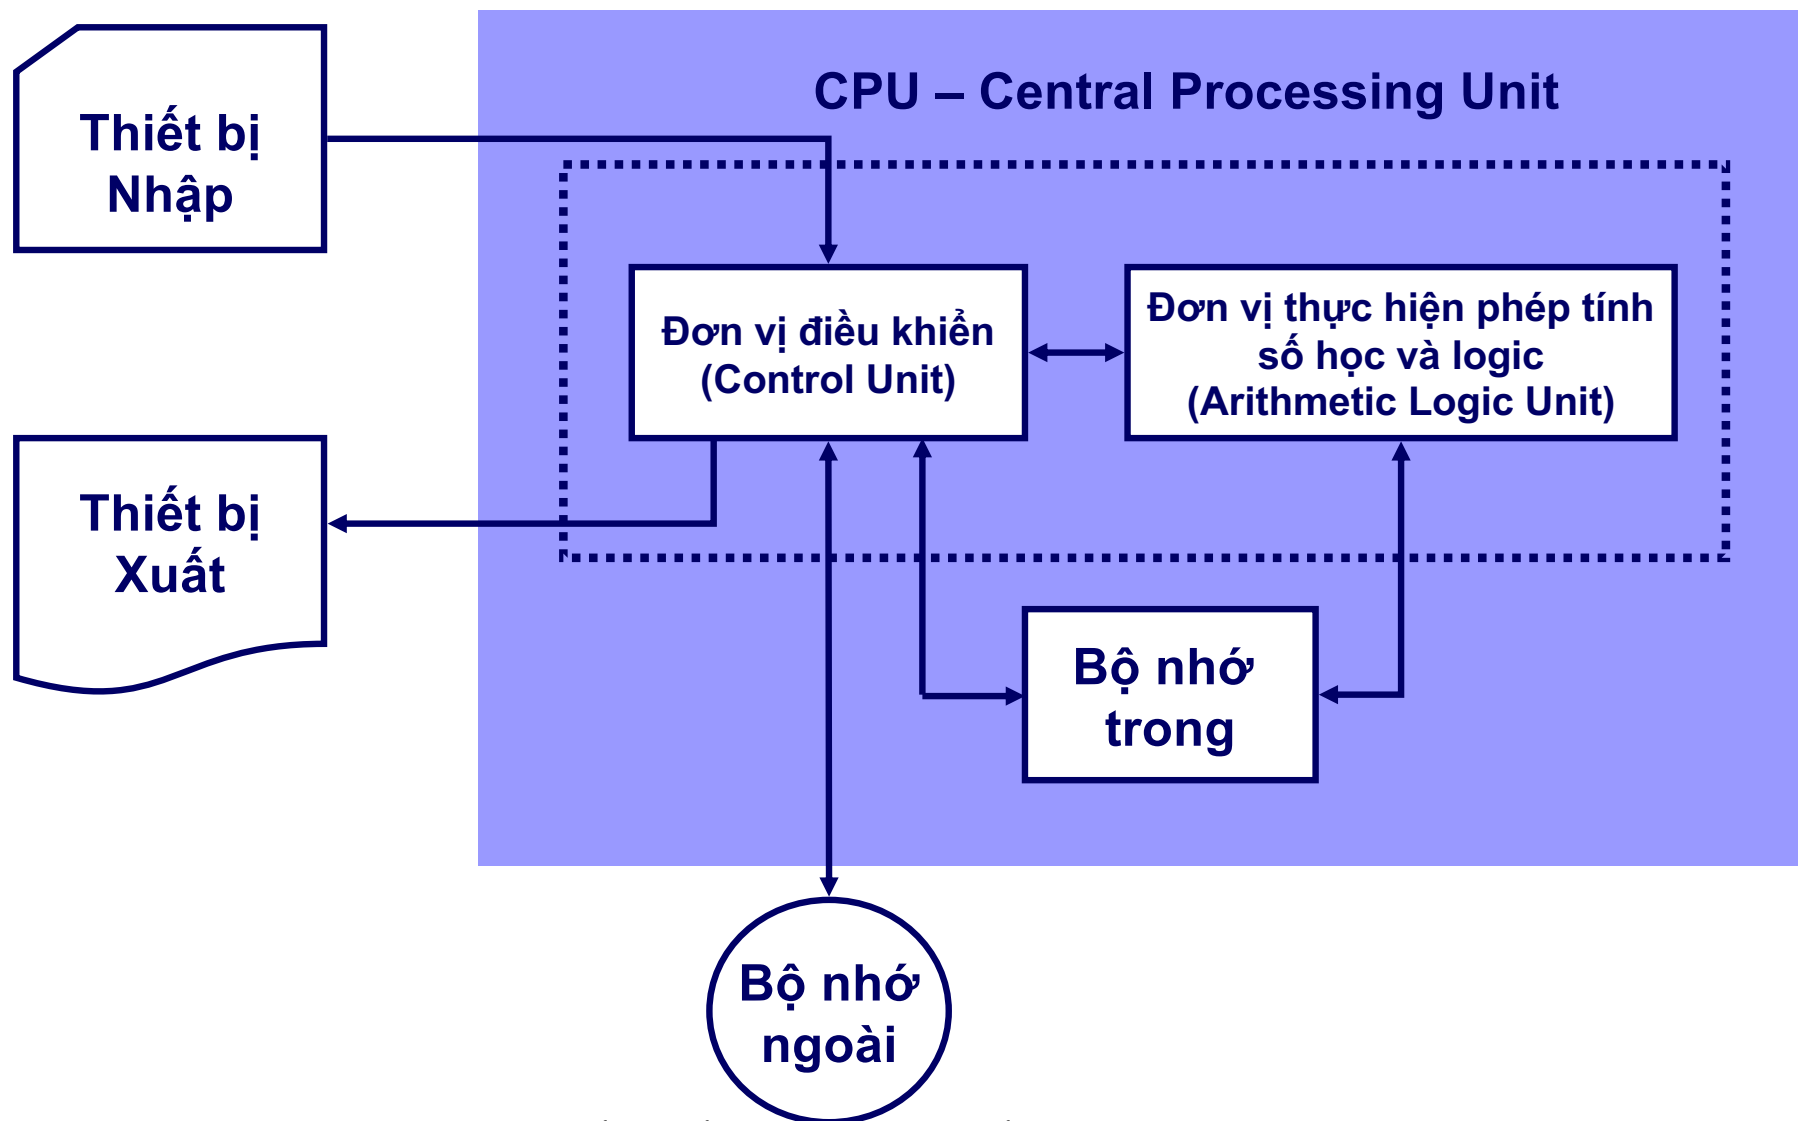 CPU – Central Processing Unit
Thiết bị
Nhập
Đơn vị điều khiển
(Control Unit)
Đơn vị thực hiện phép tính
số học và logic
(Arithmetic Logic Unit)
Thiết bị
Xuất
Bộ nhớ
trong
Bộ nhớ
ngoài